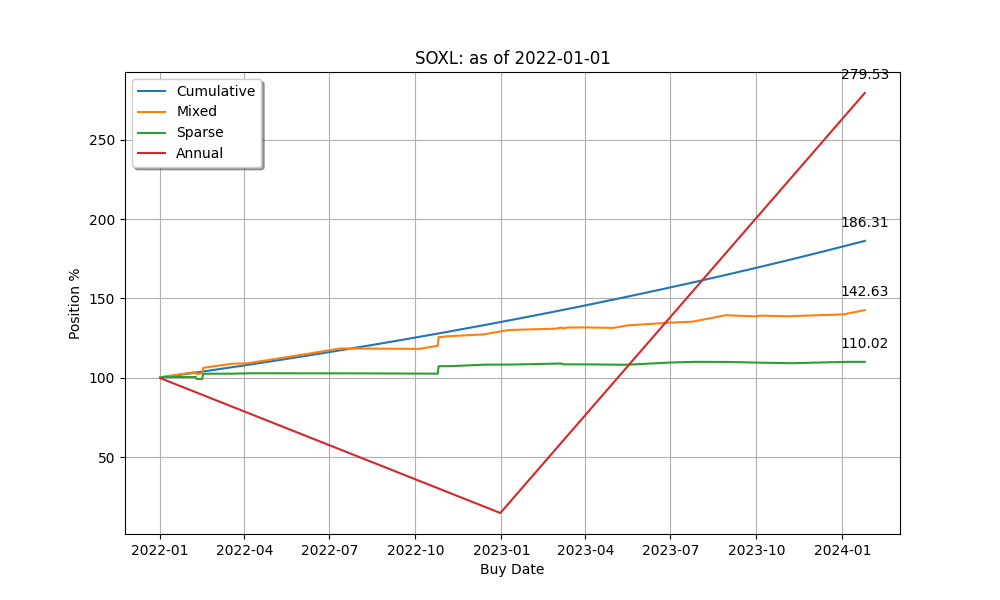 SOXL: as of 2022-01-01
279.53
Cumulative
Mixed
Sparse
Annual
250
200
186.31
150
142.63
110.02
100
50
Position %
2022-01 2022-04 2022-07 2022-10 2023-01 2023-04 2023-07 2023-10 2024-01
Buy Date